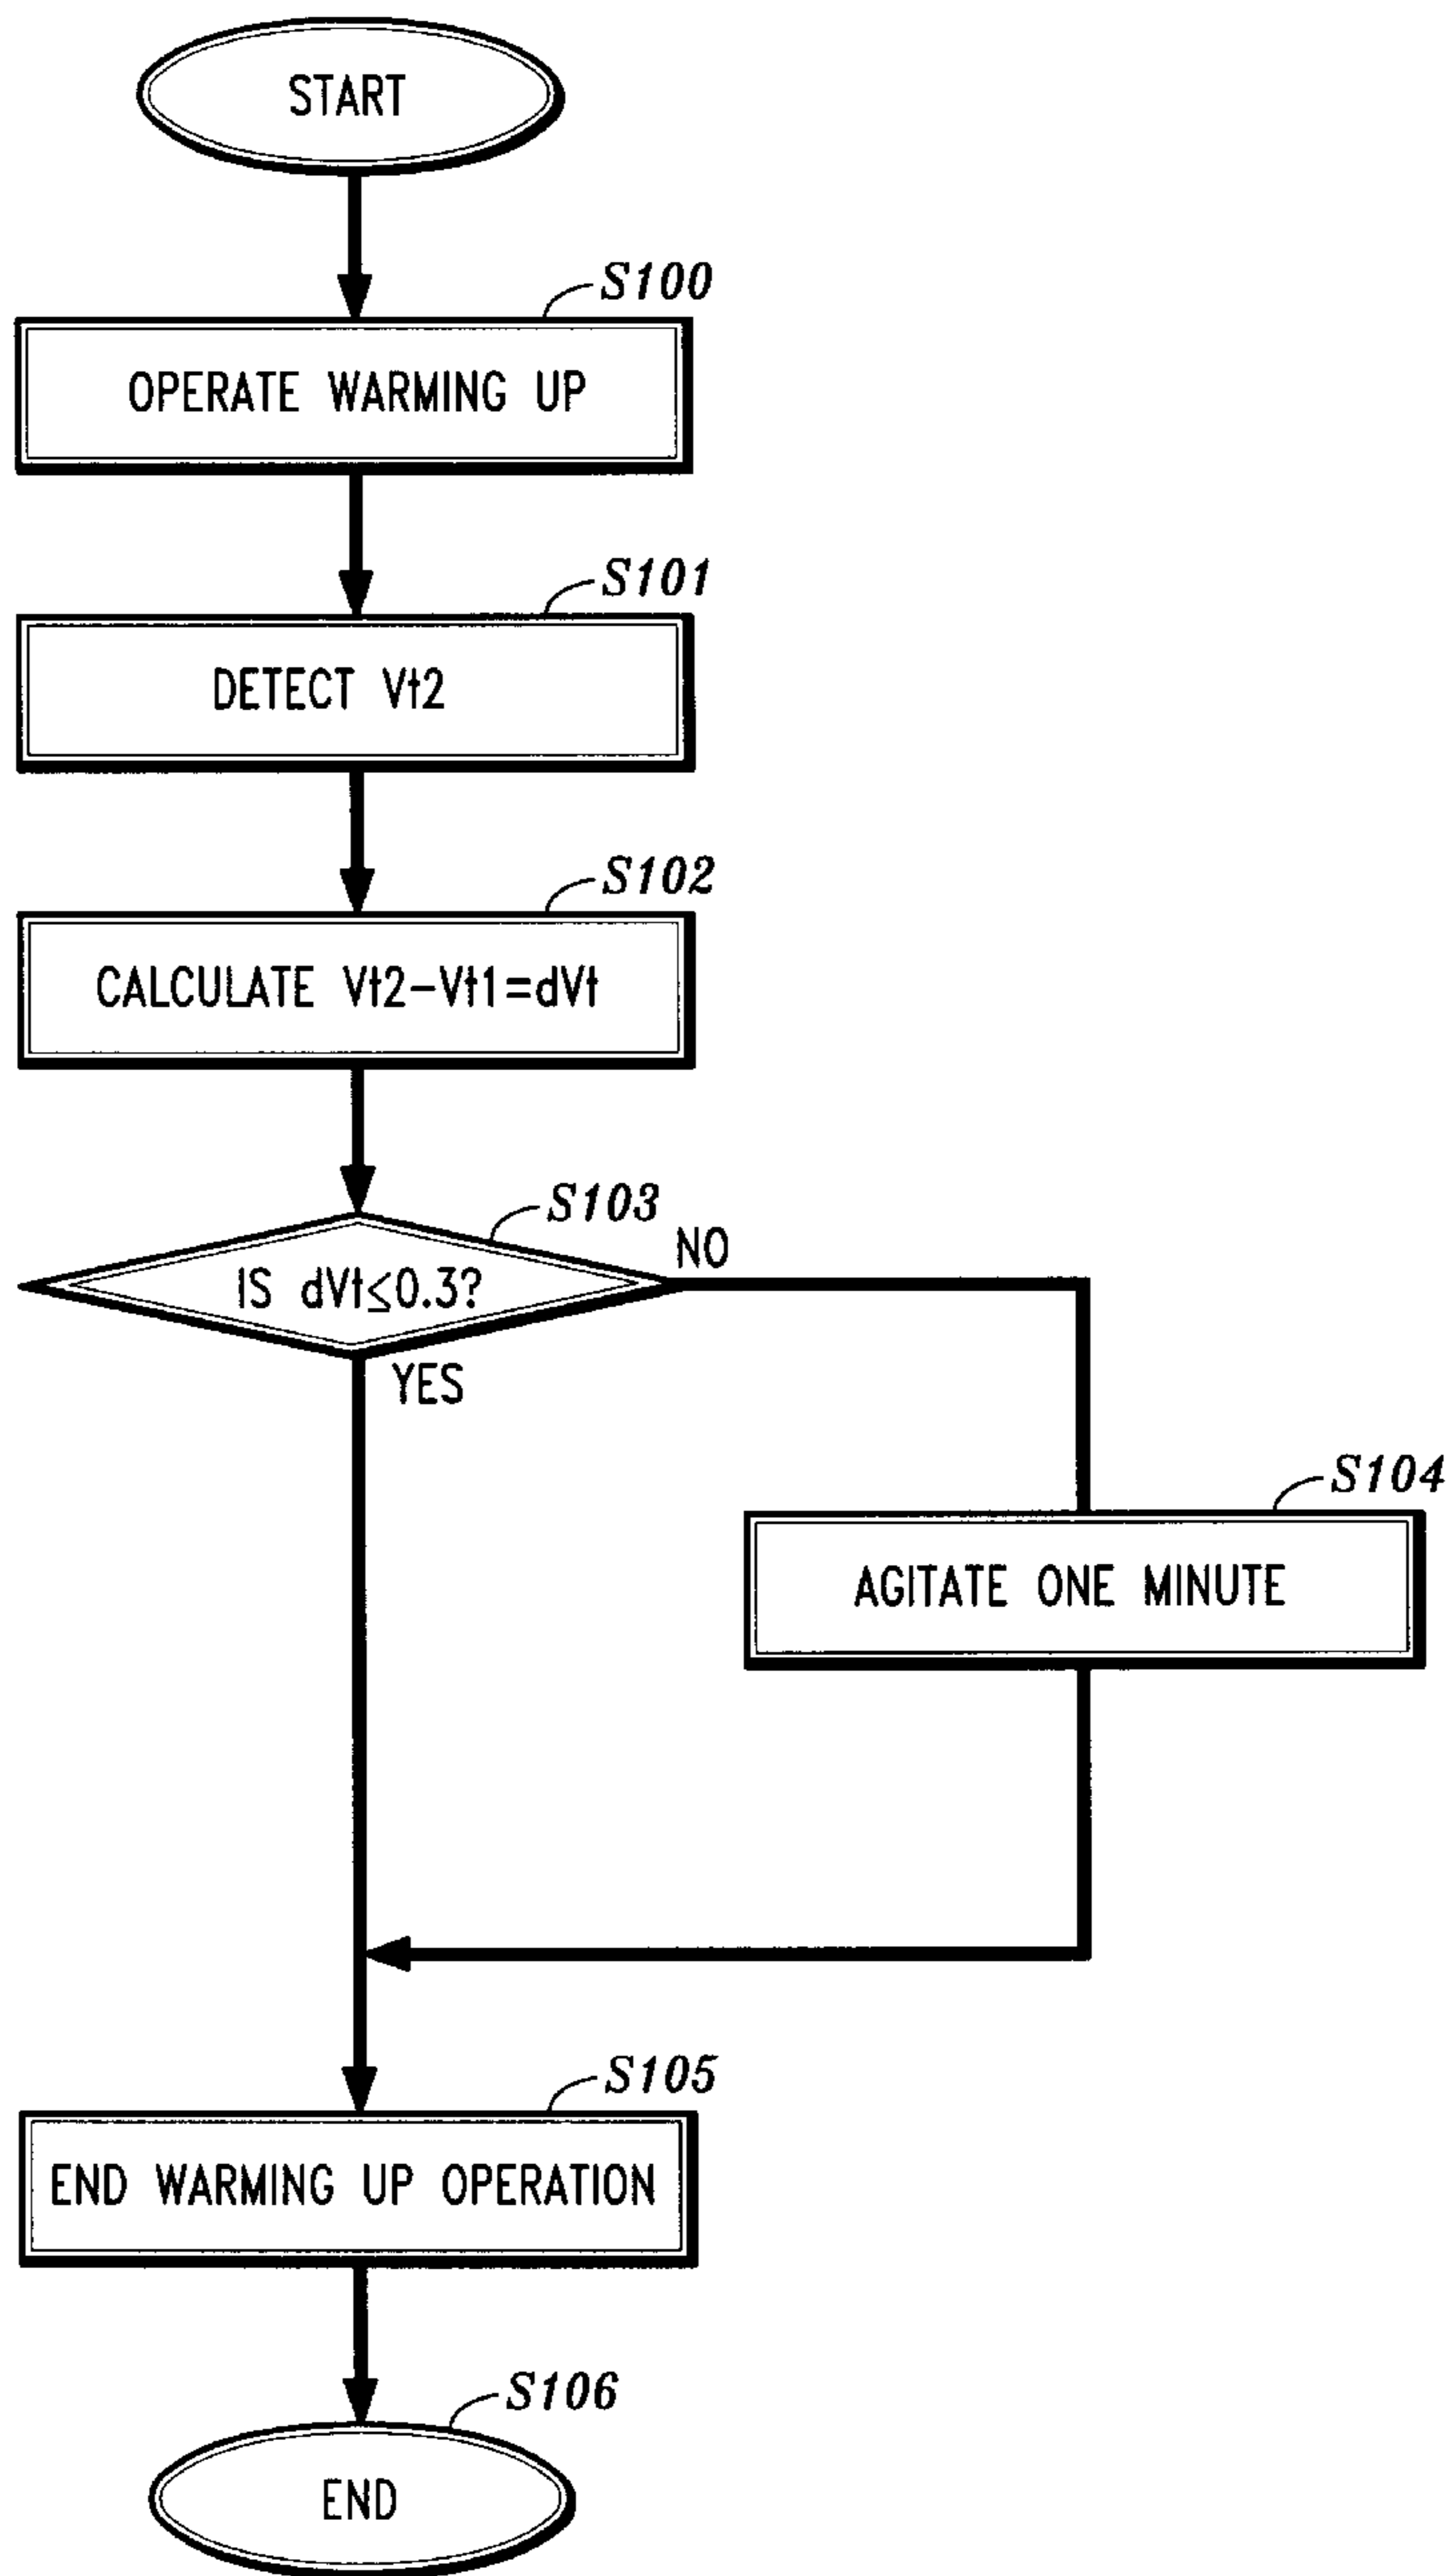 START
S100
OPERATE WARMING UP
S101
DETECT Vt2
S102
CALCULATE Vt2-Vt1=dVt
S103
IS dVt≤0.3?
NO
YES
S104
AGITATE ONE MINUTE
S105
END WARMING UP OPERATION
S106
END